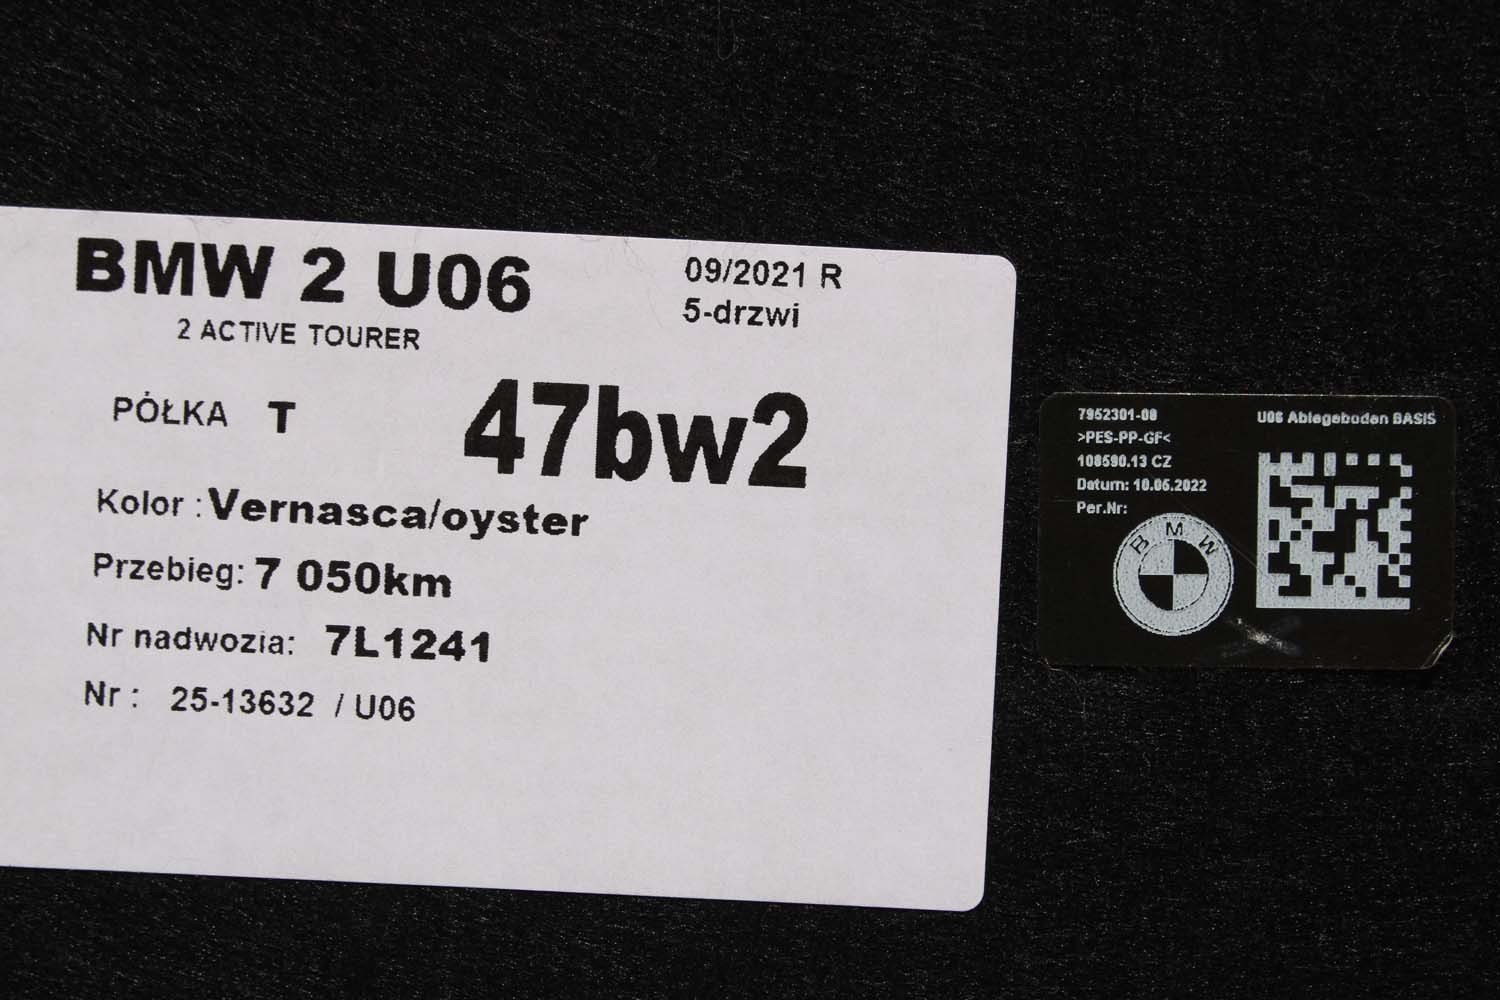 BMW 2 U06
09/2021 R
5-drzwi
2 ACTIVE TOURER
PÓŁKA T
47bw2
Kolor : Vernasca/oyster
Przebieg: 7 050km
Nr nadwozia: 7L1241
Nr : 25-13632 / U06
7952301-08
U06 Ablegeboden BASIS
>PES-PP-GF<
108590.13 CZ
Datum: 10.05.2022
Per.Nr:
BMW